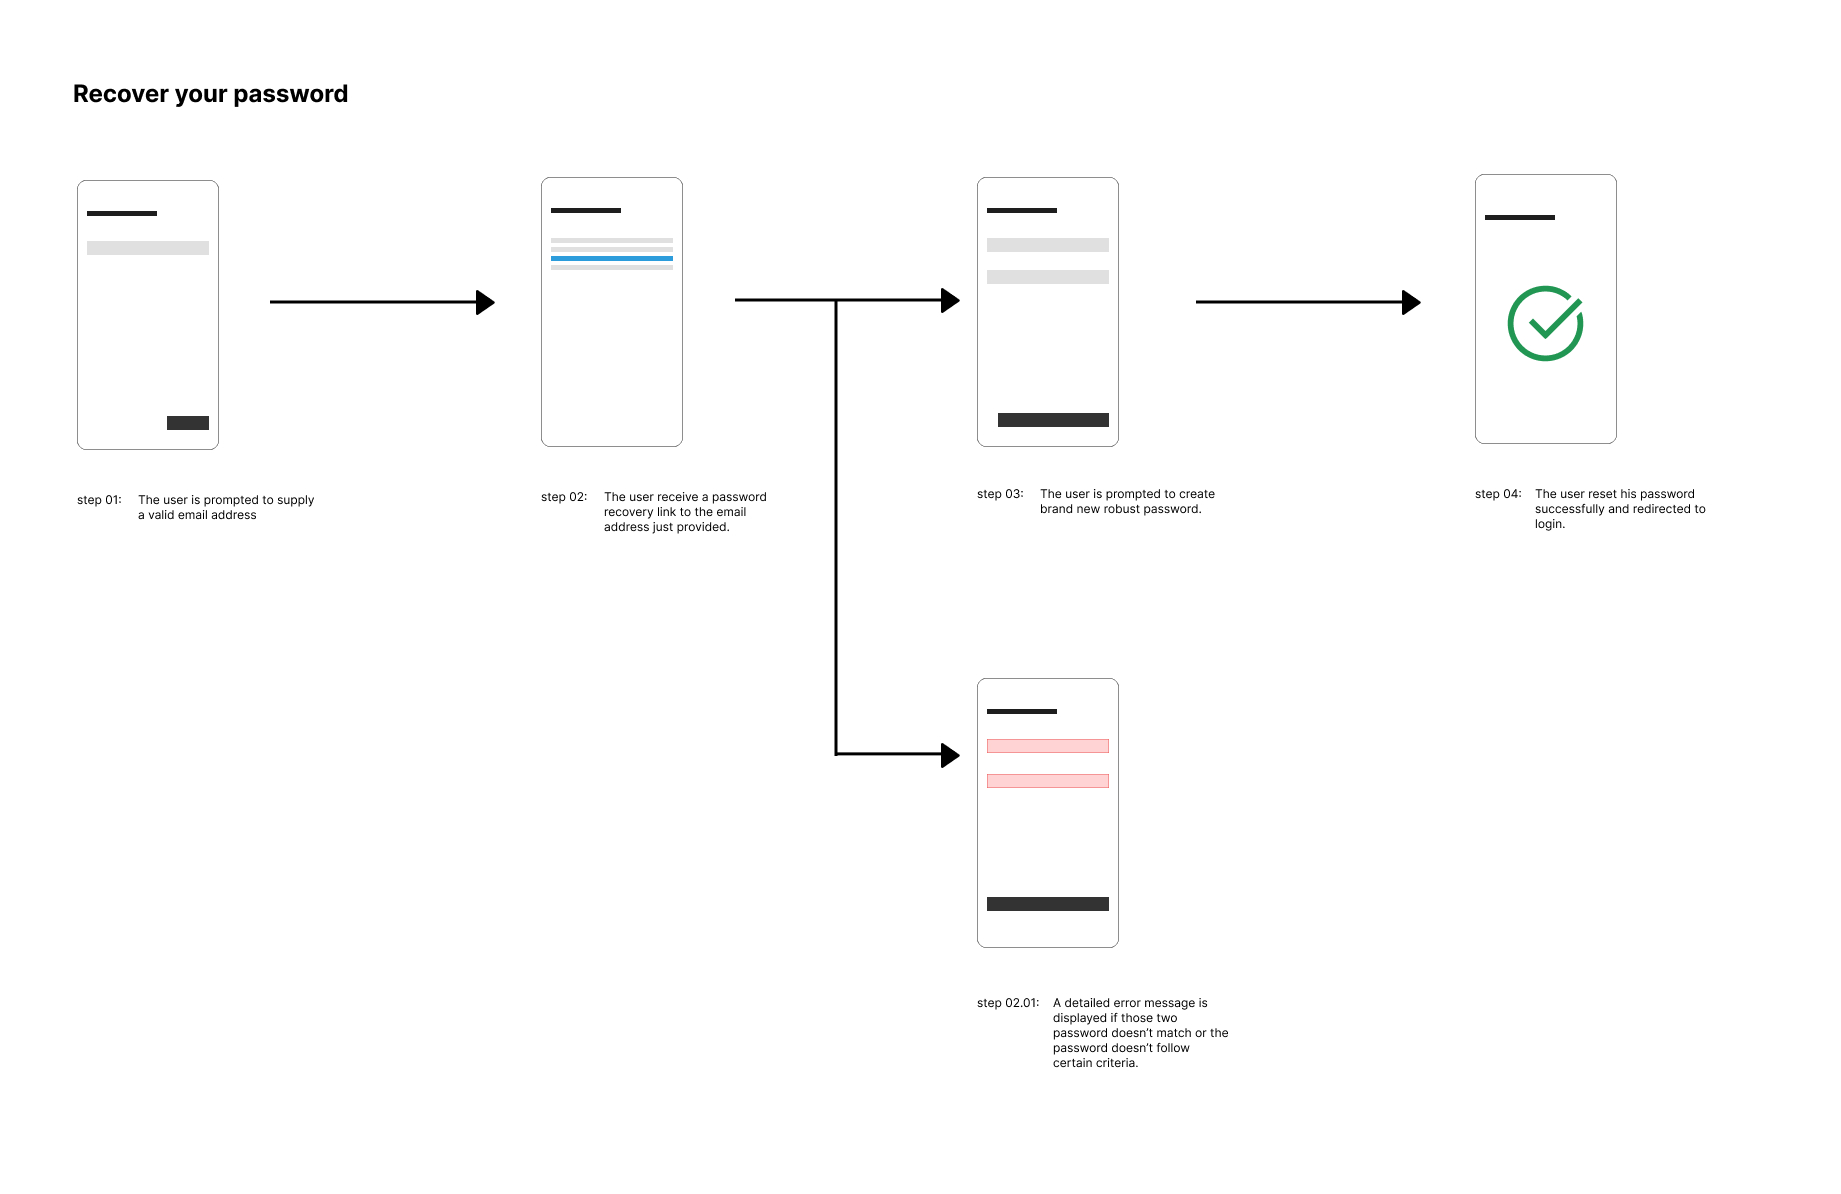 Recover your password
step 01: The user is prompted to supply
a valid email address
step 02: The user receive a password
recovery link to the email
address just provided.
step 03: The user is prompted to create
brand new robust password.
step 04: The user reset his password
successfully and redirected to
login.
step 02.01: A detailed error message is
displayed if those two
password doesn’t match or the
password doesn’t follow
certain criteria.